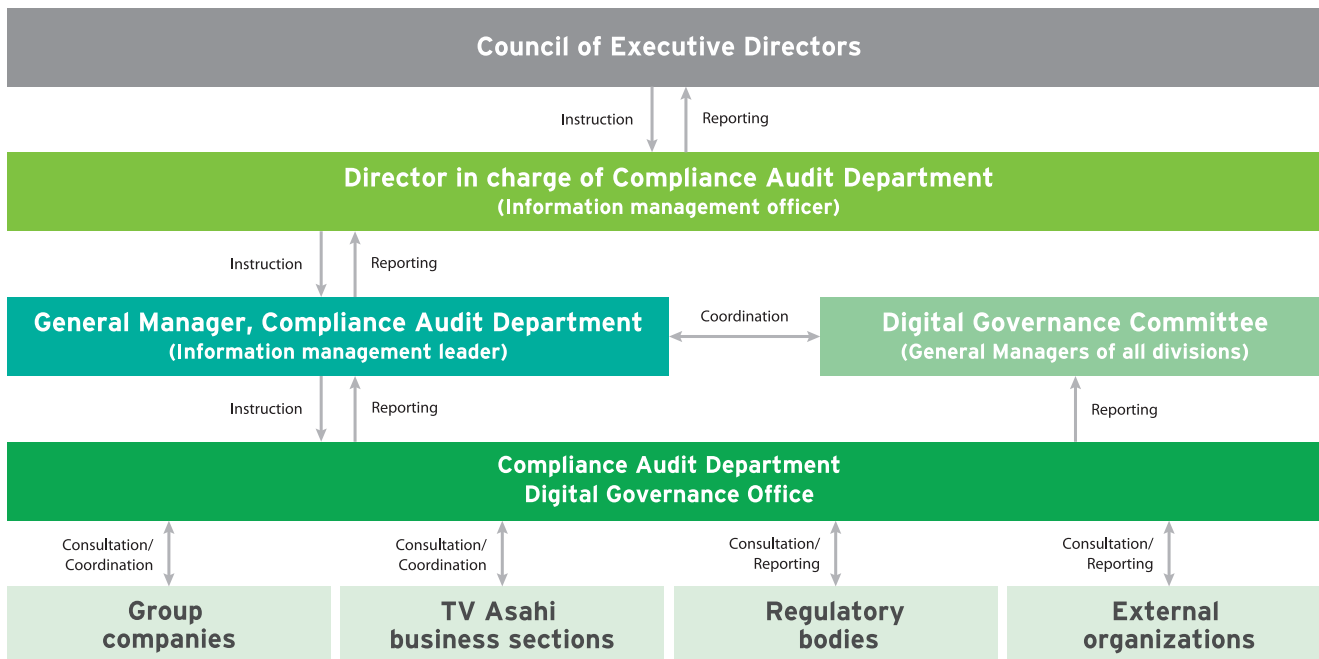 Council of Executive Directors
Instruction
Reporting
Director in charge of Compliance Audit Department
(Information management officer)
Instruction
Reporting
General Manager, Compliance Audit Department
(Information management leader)
Coordination
Digital Governance Committee
(General Managers of all divisions)
Instruction
Reporting
Reporting
Compliance Audit Department
Digital Governance Office
Consultation/
Coordination
Consultation/
Coordination
Consultation/
Reporting
Consultation/
Reporting
Group
companies
TV Asahi
business sections
Regulatory
bodies
External
organizations